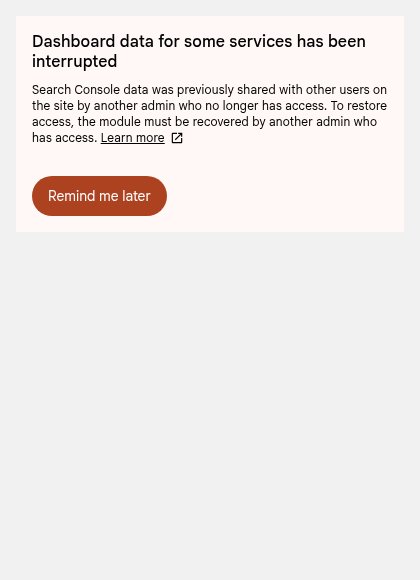 Dashboard data for some services has been
interrupted
Search Console data was previously shared with other users on
the site by another admin who no longer has access. To restore
access, the module must be recovered by another admin who
has access. Learn more
Remind me later